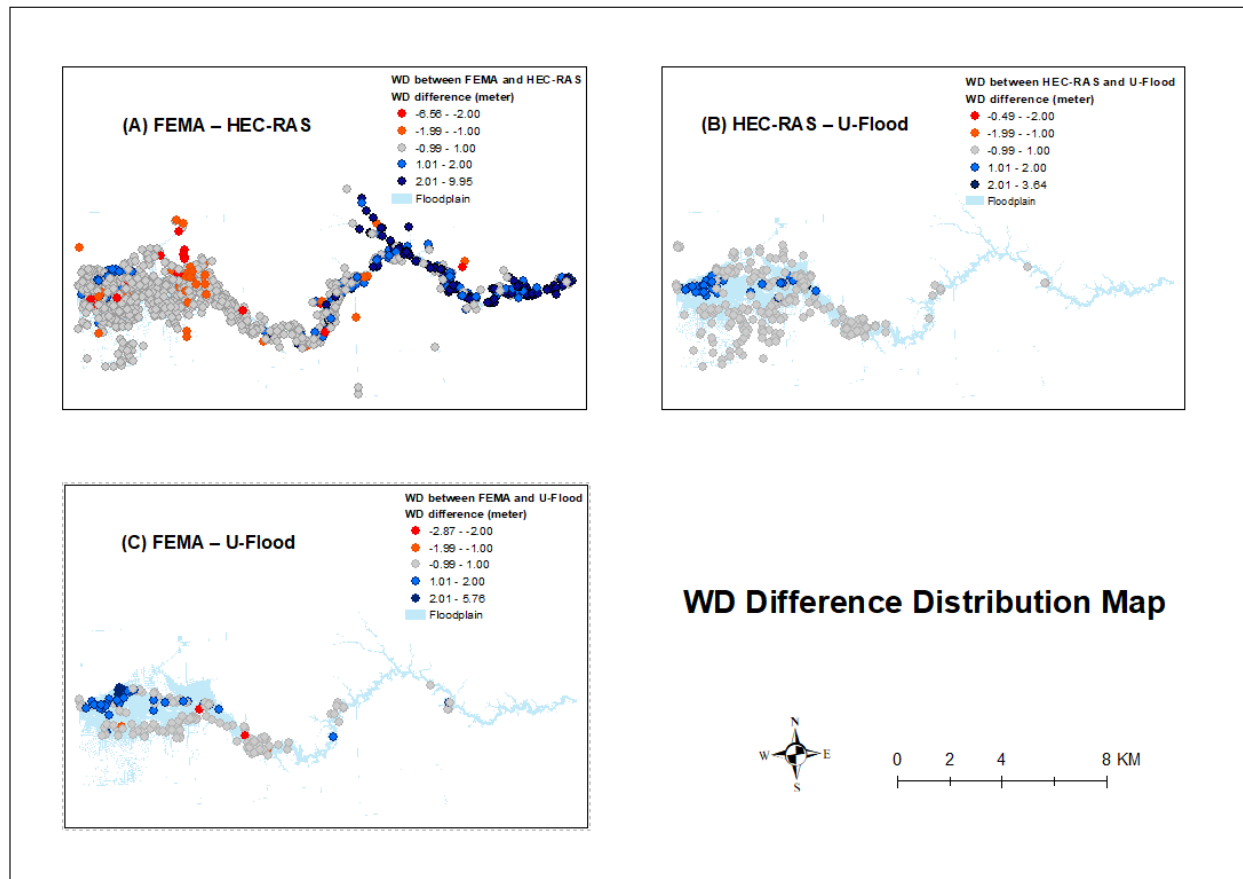 WD between FEMA and HEC-RAS
WD difference (meter)
(A) FEMA – HEC-RAS
-6.56 - -2.00
-1.99 - -1.00
-0.99 - 1.00
1.01 - 2.00
2.01 - 9.95
Floodplain
WD between HEC-RAS and U-Flood
WD difference (meter)
(B) HEC-RAS – U-Flood
-0.49 - -2.00
-1.99 - -1.00
-0.99 - 1.00
1.01 - 2.00
2.01 - 3.64
Floodplain
WD between FEMA and U-Flood
WD difference (meter)
(C) FEMA – U-Flood
-2.87 - -2.00
-1.99 - -1.00
-0.99 - 1.00
1.01 - 2.00
2.01 - 5.76
Floodplain
WD Difference Distribution Map
N
W E
S
0 2 4 8 KM